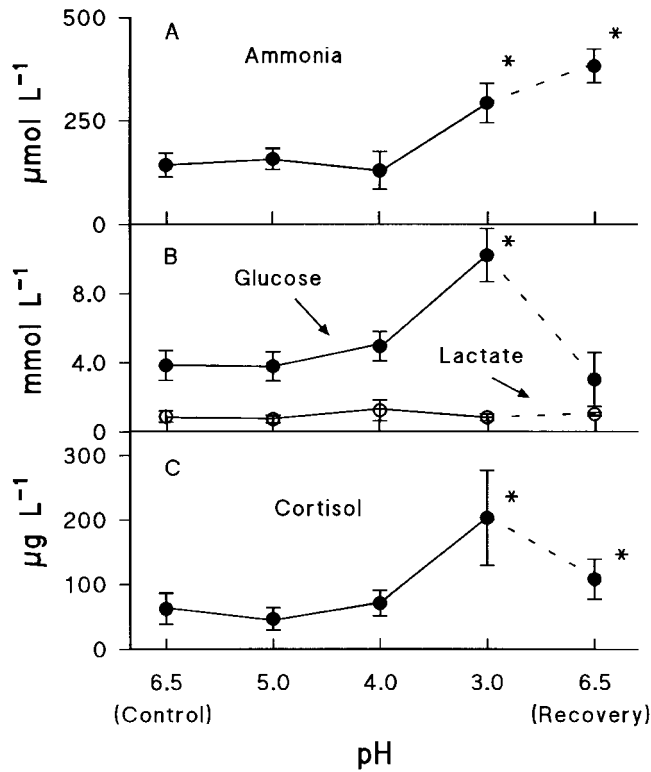 500
A
Ammonia
*
*
250
μmol L⁻¹
0
B
Glucose
*
8.0
mmol L⁻¹
Lactate
4.0
0
300
C
Cortisol
*
200
μg L⁻¹
*
100
0
6.5 5.0 4.0 3.0 6.5
(Control) (Recovery)
pH